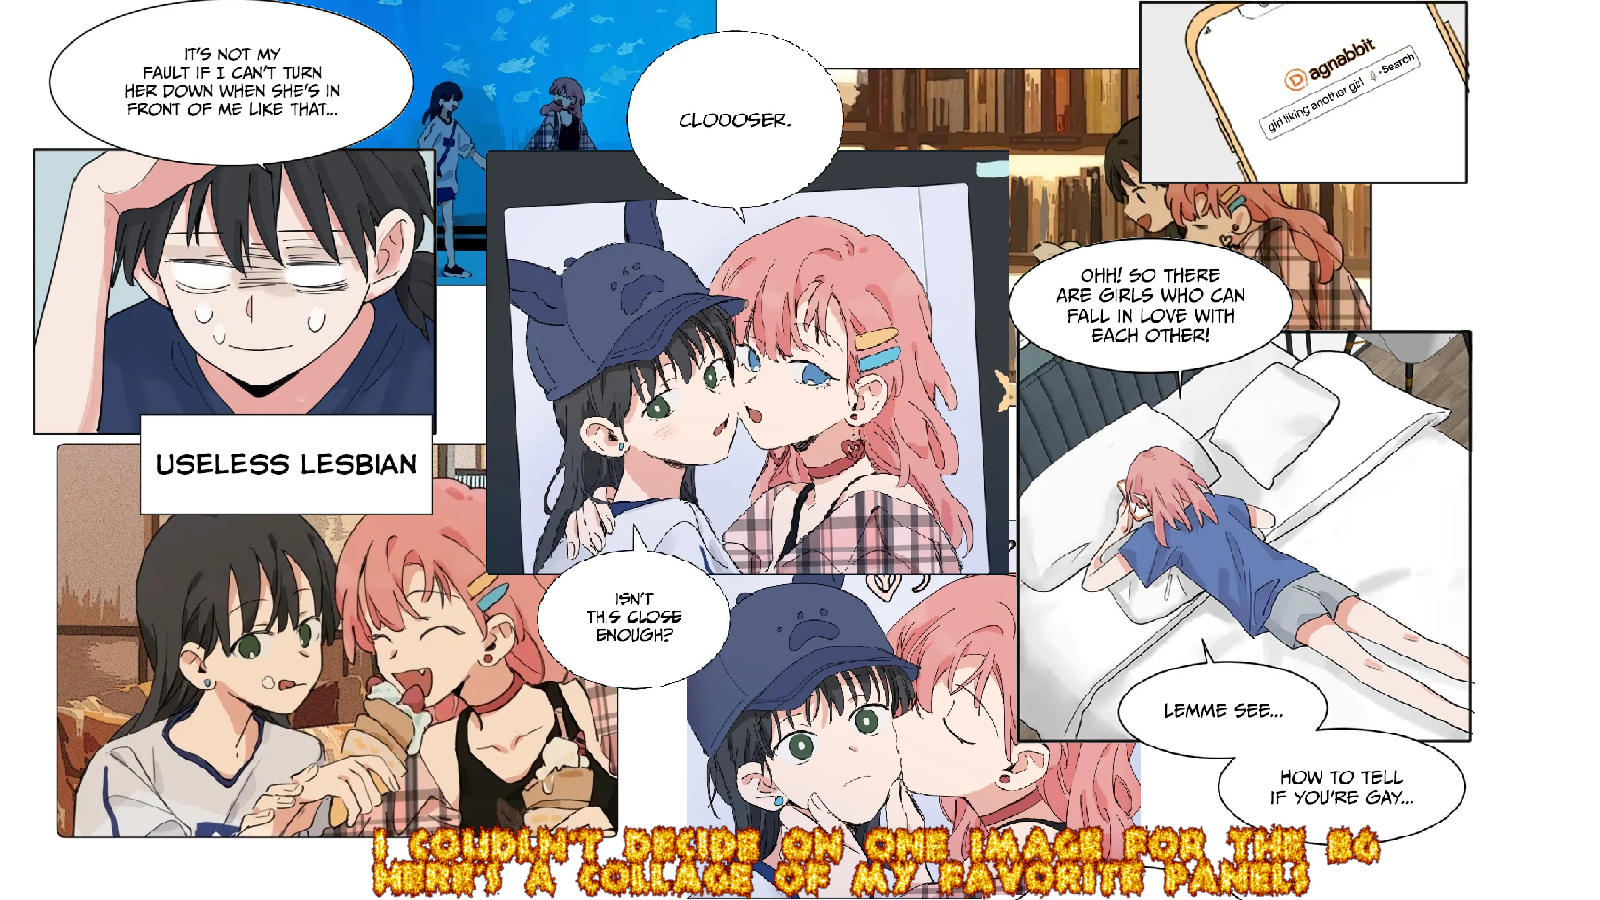 IT'S NOT MY
FAULT IF I CAN'T TURN
HER DOWN WHEN SHE'S IN
FRONT OF ME LIKE THAT...
CLOOOSER.
Dagnabbit
girl liking another girl
Search
OHH! SO THERE
ARE GIRLS WHO CAN
FALL IN LOVE WITH
EACH OTHER!
USELESS LESBIAN
ISN'T
THIS CLOSE
ENOUGH?
LEMME SEE...
HOW TO TELL
IF YOU'RE GAY...
I COUDLN'T DECIDE ON ONE IMAGE FOR THE BG
HERE'S A COLLAGE OF MY FAVORITE PANELS